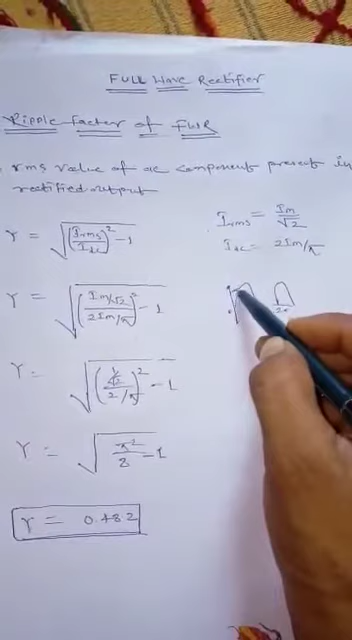 FULL Wave Rectifier
Ripple factor of FWR
rms value of ac component present in
rectified output
γ = √((Irms/Idc)² - 1)
Irms = Im/√2
Idc = 2Im/π
γ = √(((Im/√2)/(2Im/π))² - 1)
γ = √(((1/√2)/(2/π))² - 1)
γ = √(π²/8 - 1)
γ = 0.482